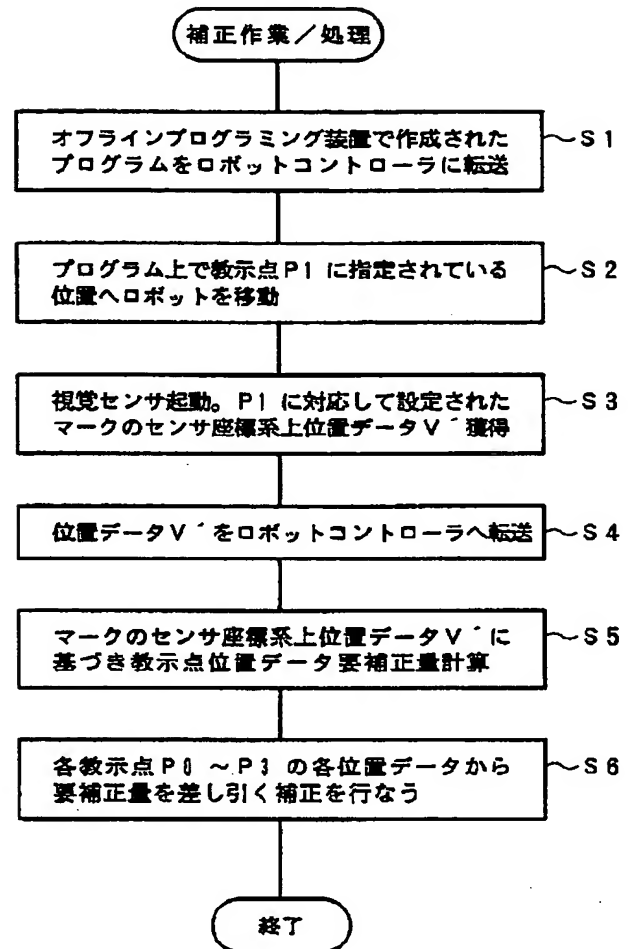 補正作業/処理
オフラインプログラミング装置で作成された
プログラムをロボットコントローラに転送
~S1
プログラム上で教示点P1に指定されている
位置へロボットを移動
~S2
視覚センサ起動。P1に対応して設定された
マークのセンサ座標系上位置データV´獲得
~S3
位置データV´をロボットコントローラへ転送
~S4
マークのセンサ座標系上位置データV´に
基づき教示点位置データ要補正量計算
~S5
各教示点P0~P3の各位置データから
要補正量を差し引く補正を行なう
~S6
終了